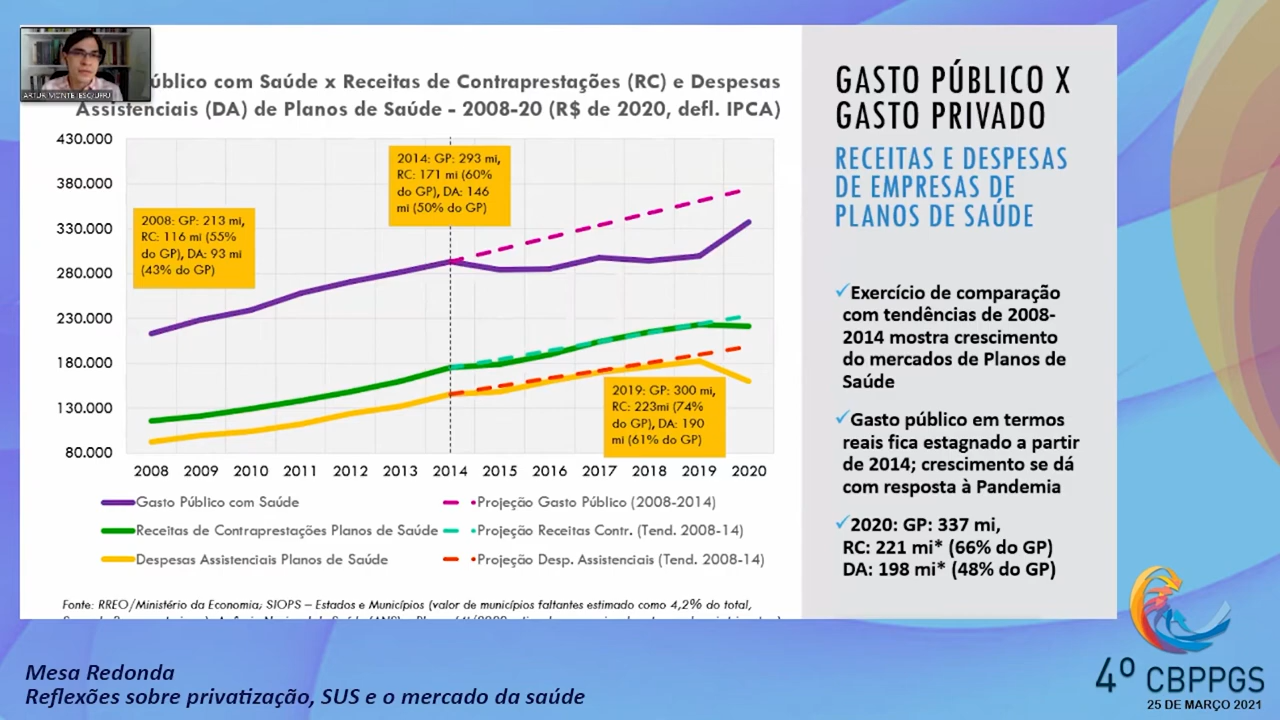 ARTUR MONTE (IESC/UFRJ)
úblico com Saúde x Receitas de Contraprestações (RC) e Despesas
Assistenciais (DA) de Planos de Saúde - 2008-20 (R$ de 2020, defl. IPCA)
430.000
380.000
330.000
280.000
230.000
180.000
130.000
80.000
2008: GP: 213 mi,
RC: 116 mi (55%
do GP), DA: 93 mi
(43% do GP)
2014: GP: 293 mi,
RC: 171 mi (60%
do GP), DA: 146
mi (50% do GP)
2019: GP: 300 mi,
RC: 223mi (74%
do GP), DA: 190
mi (61% do GP)
2008 2009 2010 2011 2012 2013 2014 2015 2016 2017 2018 2019 2020
Gasto Público com Saúde
Projeção Gasto Público (2008-2014)
Receitas de Contraprestações Planos de Saúde
Projeção Receitas Contr. (Tend. 2008-14)
Despesas Assistenciais Planos de Saúde
Projeção Desp. Assistenciais (Tend. 2008-14)
Fonte: RREO/Ministério da Economia; SIOPS – Estados e Municípios (valor de municípios faltantes estimado como 4,2% do total,
GASTO PÚBLICO X
GASTO PRIVADO
RECEITAS E DESPESAS
DE EMPRESAS DE
PLANOS DE SAÚDE
✓Exercício de comparação
com tendências de 2008-
2014 mostra crescimento
do mercados de Planos de
Saúde
✓Gasto público em termos
reais fica estagnado a partir
de 2014; crescimento se dá
com resposta à Pandemia
✓2020: GP: 337 mi,
RC: 221 mi* (66% do GP)
DA: 198 mi* (48% do GP)
Mesa Redonda
Reflexões sobre privatização, SUS e o mercado da saúde
4º CBPPGS
25 DE MARÇO 2021